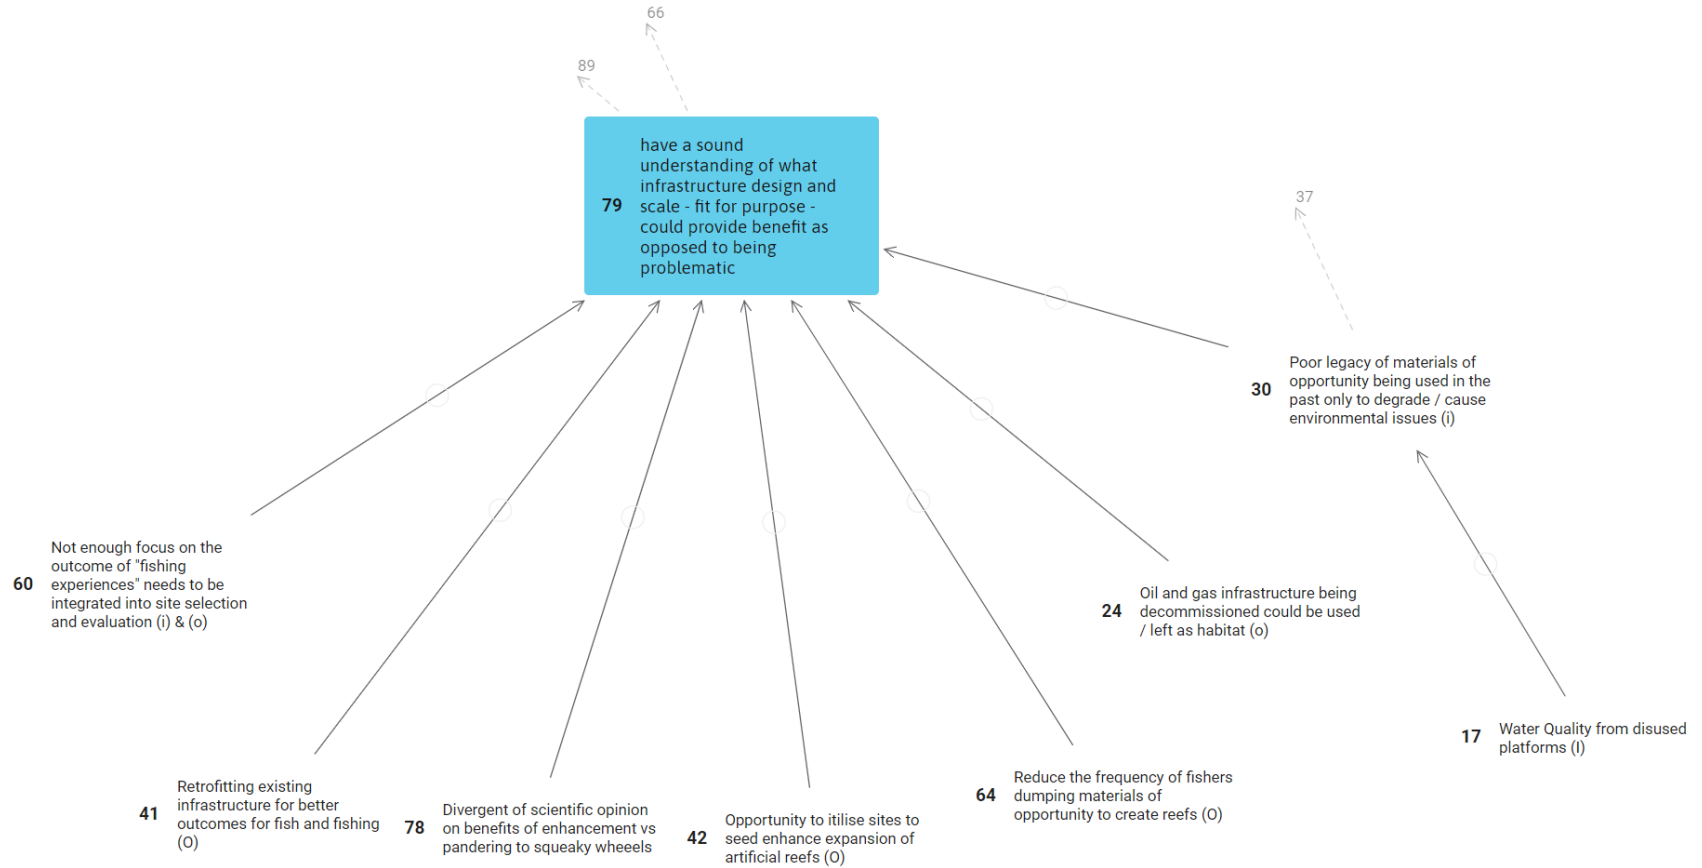 66
89
have a sound
understanding of what
infrastructure design and
scale - fit for purpose -
could provide benefit as
opposed to being
problematic
79
37
Poor legacy of materials of
opportunity being used in the
past only to degrade / cause
environmental issues (i)
30
Not enough focus on the
outcome of "fishing
experiences" needs to be
integrated into site selection
and evaluation (i) & (o)
60
Oil and gas infrastructure being
decommissioned could be used
/ left as habitat (o)
24
Water Quality from disused
platforms (I)
17
Retrofitting existing
infrastructure for better
outcomes for fish and fishing
(O)
41
Divergent of scientific opinion
on benefits of enhancement vs
pandering to squeaky wheeels
78
Opportunity to itilise sites to
seed enhance expansion of
artificial reefs (O)
42
Reduce the frequency of fishers
dumping materials of
opportunity to create reefs (O)
64